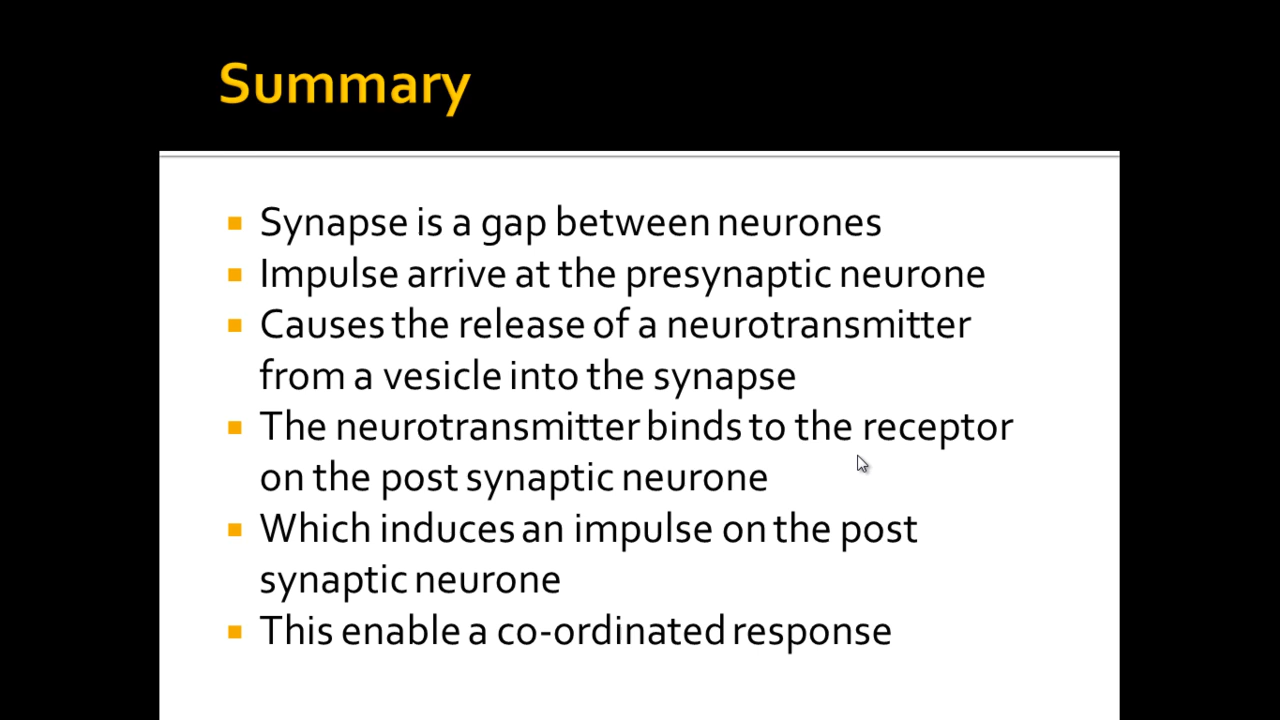 Summary
Synapse is a gap between neurones
Impulse arrive at the presynaptic neurone
Causes the release of a neurotransmitter
from a vesicle into the synapse
The neurotransmitter binds to the receptor
on the post synaptic neurone
Which induces an impulse on the post
synaptic neurone
This enable a co-ordinated response